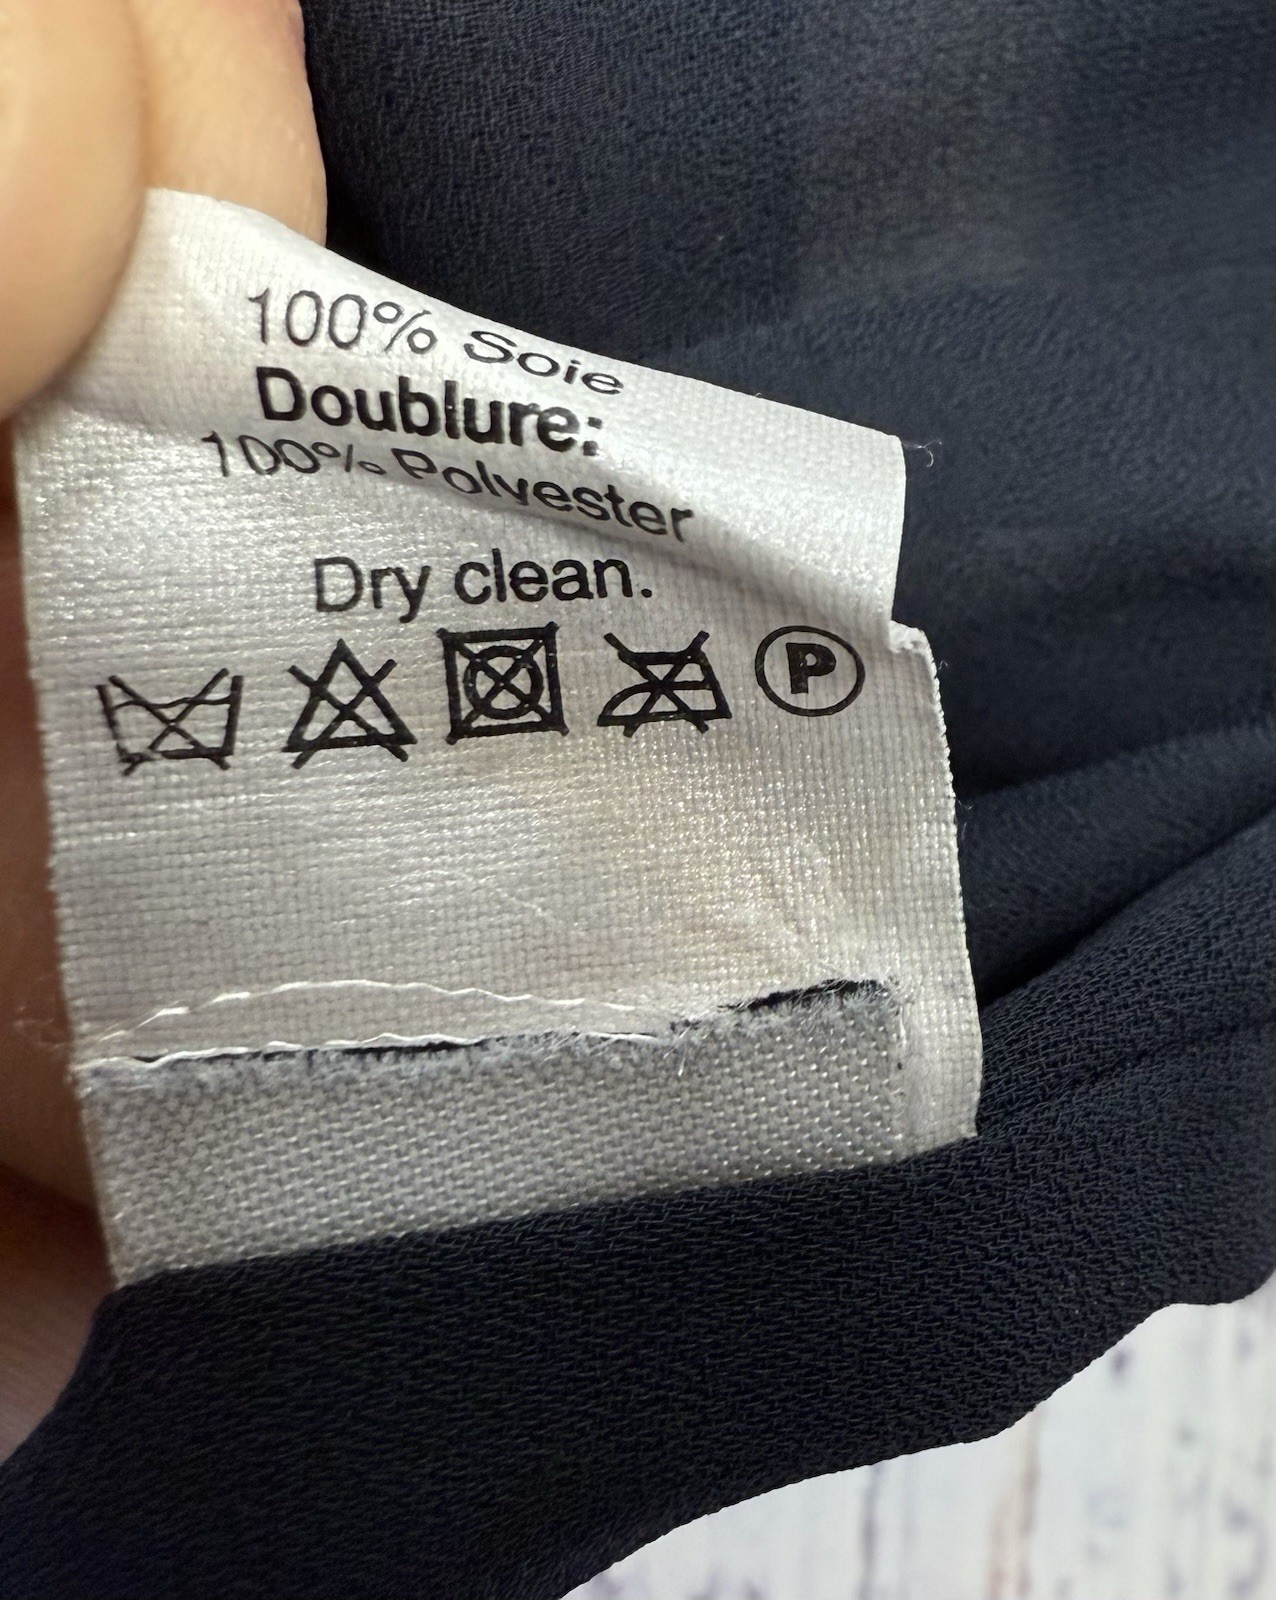 100% Soie
Doublure:
100% Polyester
Dry clean.
P